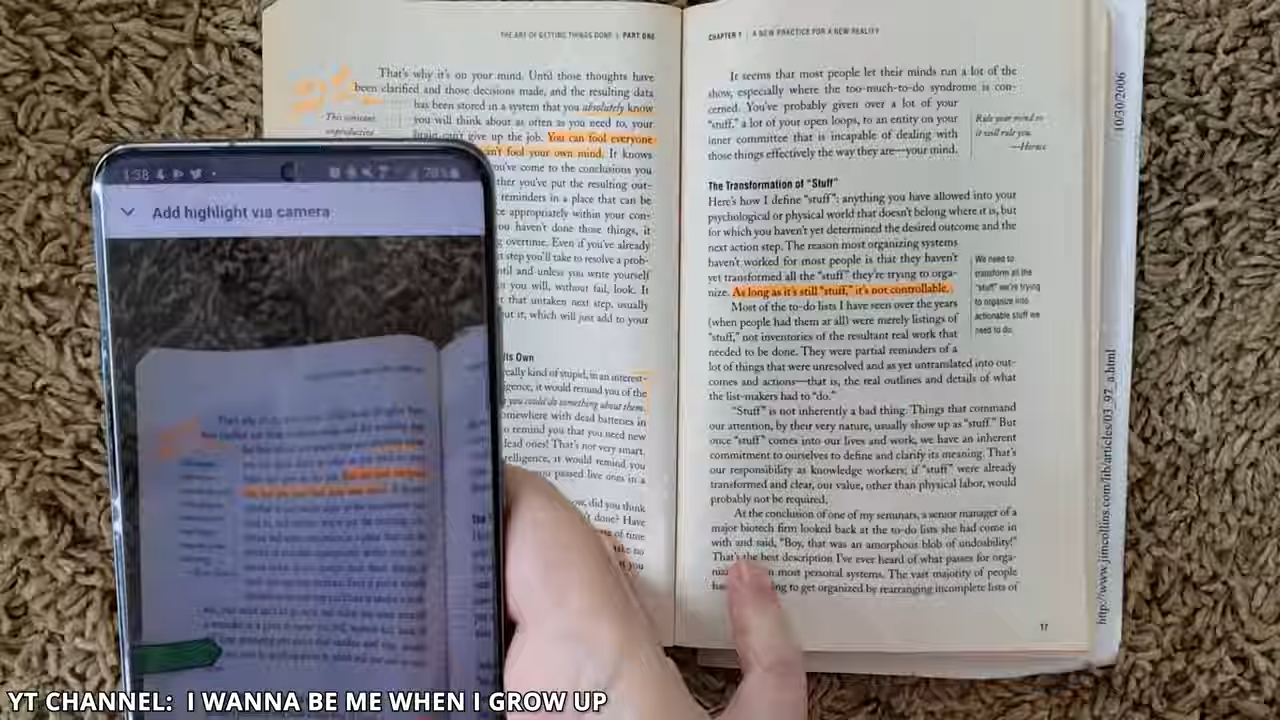 THE ART OF GETTING THINGS DONE | PART ONE
That's why it's on your mind. Until those thoughts have
been clarified and those decisions made, and the resulting data
has been stored in a system that you absolutely know
you will think about as often as you need to, your
brain can't give up the job. You can fool everyone
can't fool your own mind. It knows
you've come to the conclusions you
ther you've put the resulting out-
reminders in a place that can be
e appropriately within your con-
ou haven't done those things, it
g overtime. Even if you've already
t step you'll take to resolve a prob-
ntil and unless you write yourself
n you will, without fail, look. It
t that untaken next step, usually
out it, which will just add to your
This constant,
unproductive
Its Own
really kind of stupid, in an interest-
igence, it would remind you of the
you could do something about them.
omewhere with dead batteries in
o remind you that you need new
dead ones! That's not very smart.
telligence, it would remind you
you passed live ones in a
ow, did you think
t done? Have
of time
ake no
if you
CHAPTER 1 | A NEW PRACTICE FOR A NEW REALITY
It seems that most people let their minds run a lot of the
show, especially where the too-much-to-do syndrome is con-
cerned. You've probably given over a lot of your
"stuff," a lot of your open loops, to an entity on your
inner committee that is incapable of dealing with
those things effectively the way they are—your mind.
Rule your mind or
it will rule you.
—Horace
The Transformation of "Stuff"
Here's how I define "stuff": anything you have allowed into your
psychological or physical world that doesn't belong where it is, but
for which you haven't yet determined the desired outcome and the
next action step. The reason most organizing systems
haven't worked for most people is that they haven't
yet transformed all the "stuff" they're trying to orga-
nize. As long as it's still "stuff," it's not controllable.
Most of the to-do lists I have seen over the years
(when people had them at all) were merely listings of
"stuff," not inventories of the resultant real work that
needed to be done. They were partial reminders of a
lot of things that were unresolved and as yet untranslated into out-
comes and actions—that is, the real outlines and details of what
the list-makers had to "do."
We need to
transform all the
"stuff" we're trying
to organize into
actionable stuff we
need to do.
"Stuff" is not inherently a bad thing. Things that command
our attention, by their very nature, usually show up as "stuff." But
once "stuff" comes into our lives and work, we have an inherent
commitment to ourselves to define and clarify its meaning. That's
our responsibility as knowledge workers; if "stuff" were already
transformed and clear, our value, other than physical labor, would
probably not be required.
At the conclusion of one of my seminars, a senior manager of a
major biotech firm looked back at the to-do lists she had come in
with and said, "Boy, that was an amorphous blob of undoability!"
That's the best description I've ever heard of what passes for orga-
most personal systems. The vast majority of people
to get organized by rearranging incomplete lists of
17
10/30/2006
http://www.jimcollins.com/lib/articles/03_97_a.html
1:38
78%
Add highlight via camera
YT CHANNEL: I WANNA BE ME WHEN I GROW UP